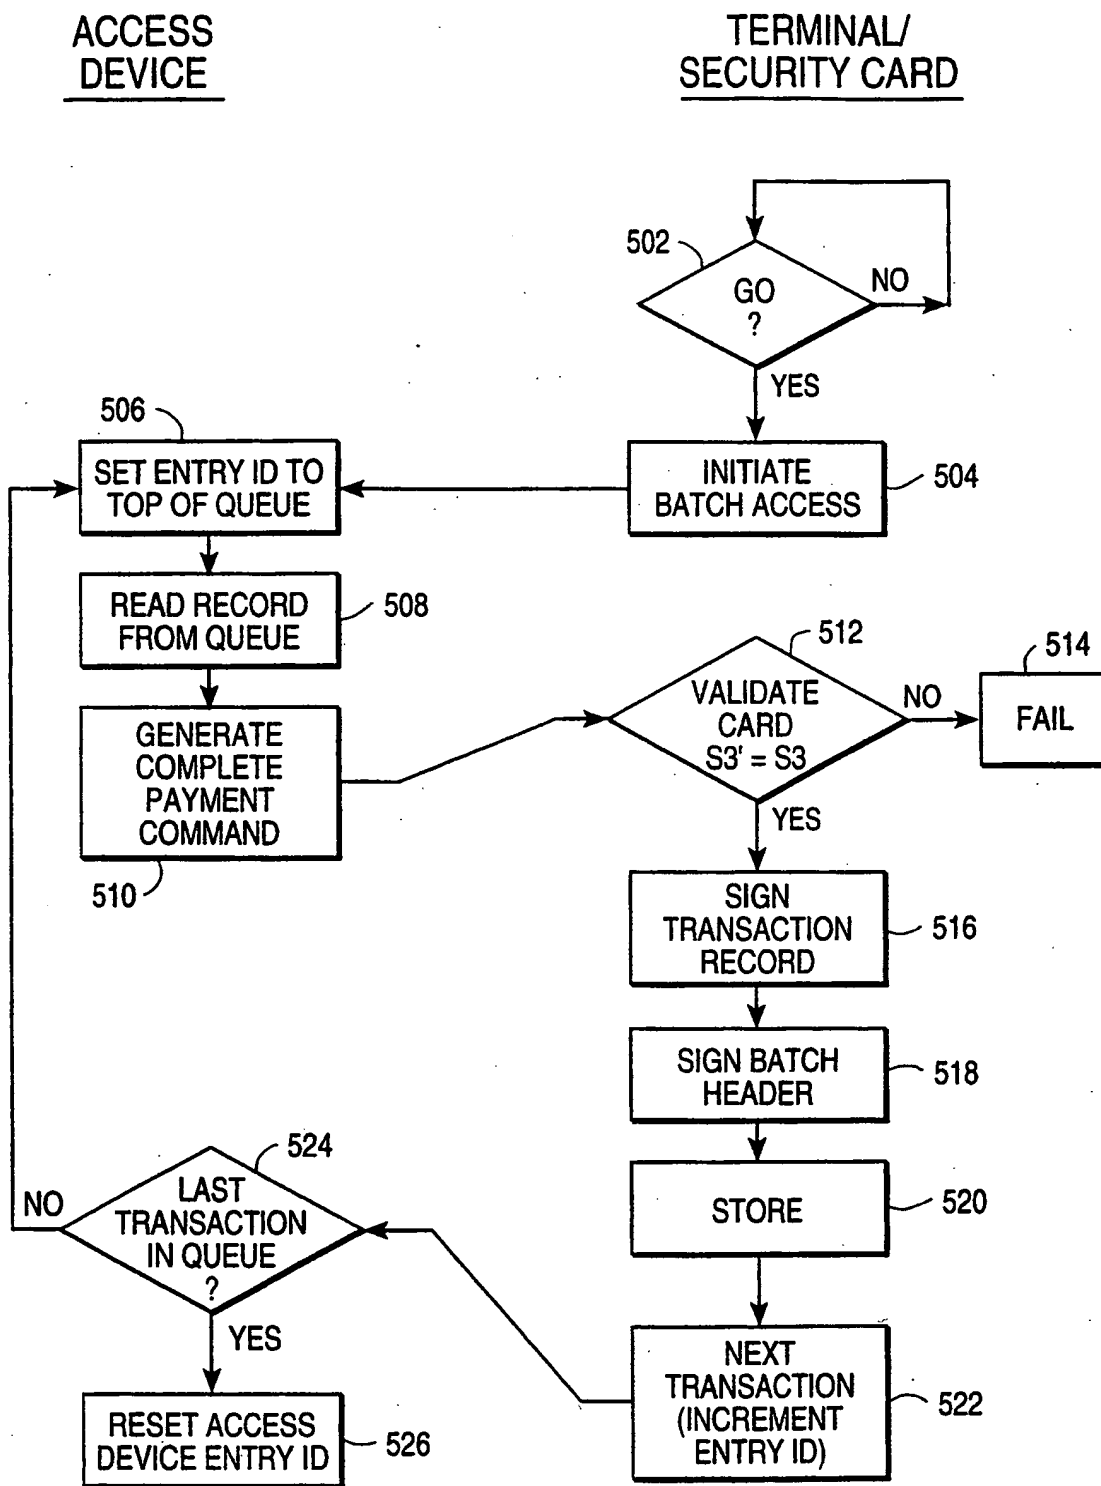 ACCESS
DEVICE
TERMINAL/
SECURITY CARD
502
GO
?
NO
YES
506
SET ENTRY ID TO
TOP OF QUEUE
INITIATE
BATCH ACCESS
504
READ RECORD
FROM QUEUE
508
GENERATE
COMPLETE
PAYMENT
COMMAND
510
512
VALIDATE
CARD
S3' = S3
NO
514
FAIL
YES
SIGN
TRANSACTION
RECORD
516
SIGN BATCH
HEADER
518
STORE
520
524
LAST
TRANSACTION
IN QUEUE
?
NO
YES
NEXT
TRANSACTION
(INCREMENT
ENTRY ID)
522
RESET ACCESS
DEVICE ENTRY ID
526